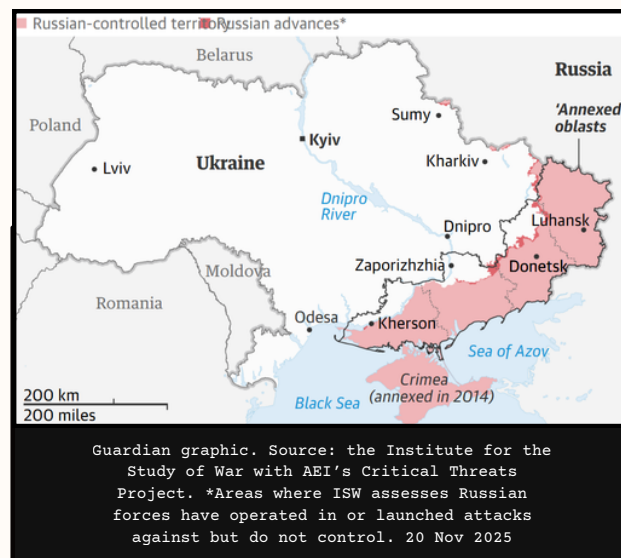 Russian-controlled territory Russian advances*
Belarus
Russia
Poland
Sumy
'Annexed'
oblasts
Kyiv
Lviv
Ukraine
Kharkiv
Dnipro
River
Luhansk
Dnipro
Moldova
Zaporizhzhia
Donetsk
Romania
Odesa
Kherson
Sea of Azov
Crimea
(annexed in 2014)
200 km
200 miles
Black Sea
Guardian graphic. Source: the Institute for the
Study of War with AEI's Critical Threats
Project. *Areas where ISW assesses Russian
forces have operated in or launched attacks
against but do not control. 20 Nov 2025